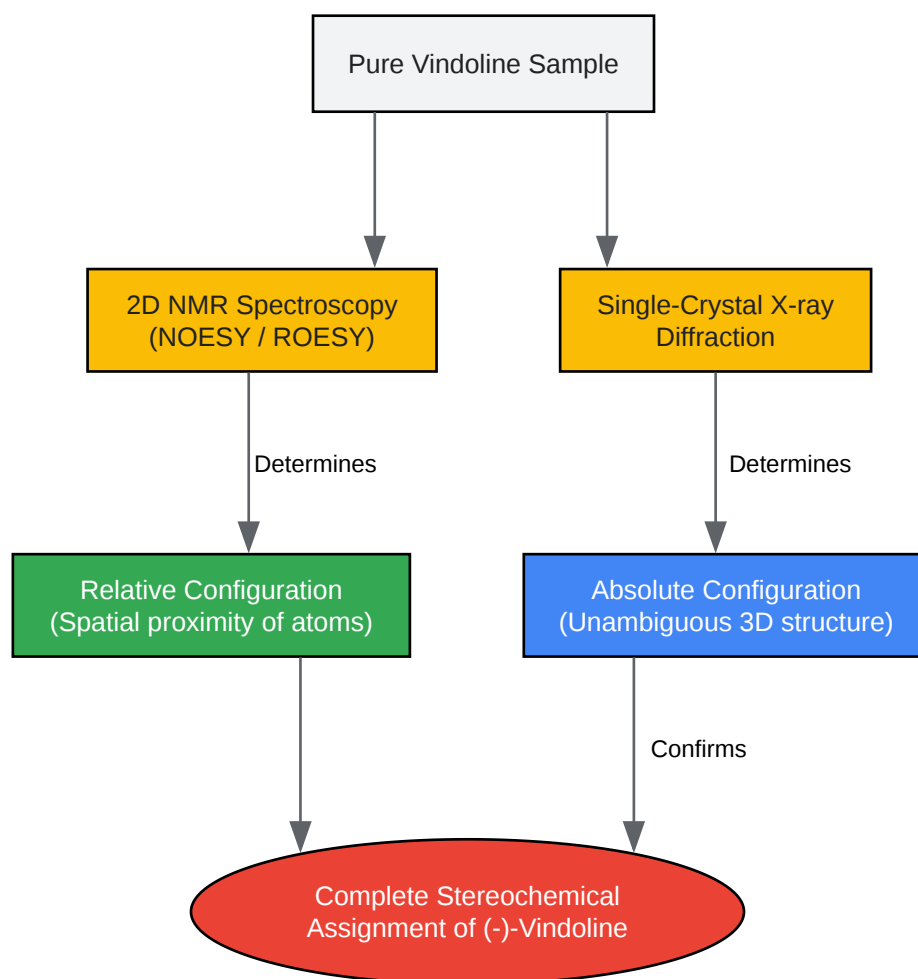 Pure Vindoline Sample
2D NMR Spectroscopy
(NOESY / ROESY)
Single-Crystal X-ray
Diffraction
Determines
Determines
Relative Configuration
(Spatial proximity of atoms)
Absolute Configuration
(Unambiguous 3D structure)
Confirms
Complete Stereochemical
Assignment of (-)-Vindoline